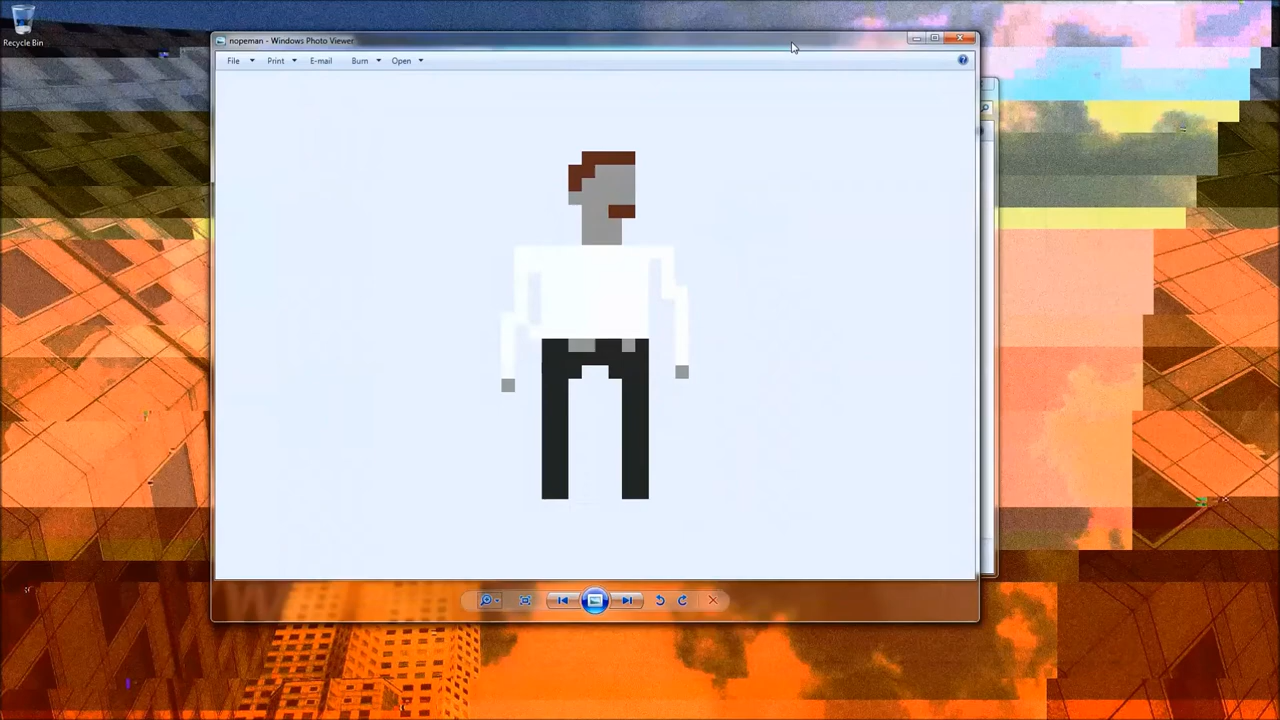 Recycle Bin
nopeman - Windows Photo Viewer
File Print E-mail Burn Open